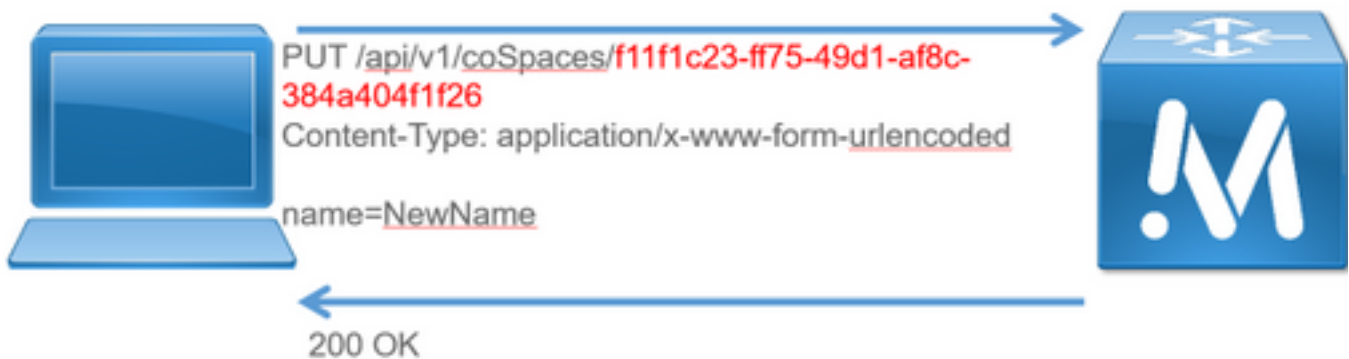 PUT /api/v1/coSpaces/f11f1c23-ff75-49d1-af8c-
384a404f1f26
Content-Type: application/x-www-form-urlencoded
name=NewName
200 OK